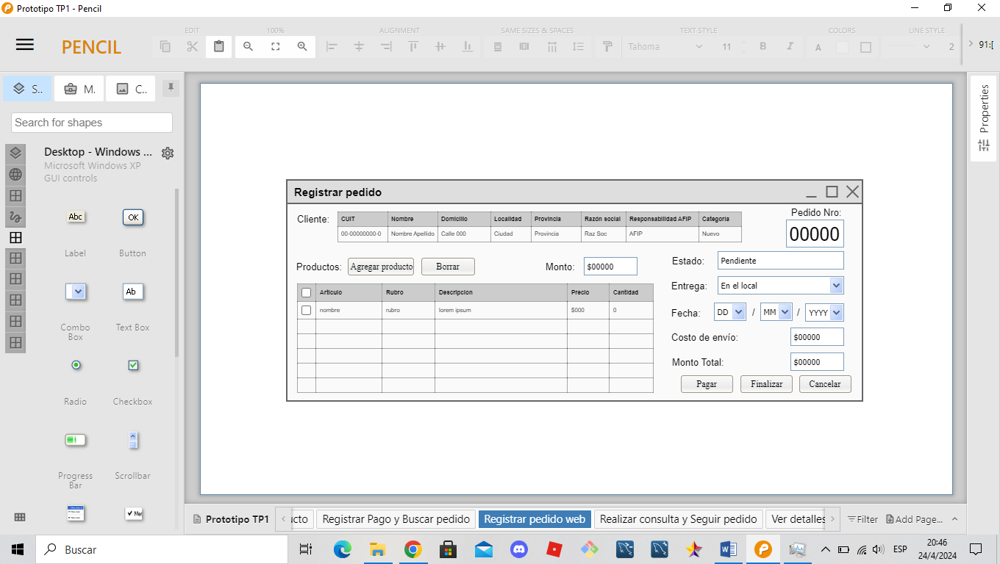 Prototipo TP1 - Pencil
PENCIL
EDIT
100%
ALIGNMENT
SAME SIZES & SPACES
TEXT STYLE
COLORS
LINE STYLE
Tahoma
11
B
I
A
2
91:[
S..
M.
C..
Search for shapes
Desktop - Windows ...
Microsoft Windows XP
GUI controls
Abc
OK
Label
Button
Ab
Combo
Box
Text Box
Radio
Checkbox
Progress
Bar
Scrollbar
Properties
Registrar pedido
Cliente:
CUIT Nombre Domicilio Localidad Provincia Razón social Responsabilidad AFIP Categoria
00-00000000-0 Nombre Apellido Calle 000 Ciudad Provincia Raz Soc AFIP Nuevo
Pedido Nro:
00000
Productos: Agregar producto Borrar Monto: $00000
Articulo Rubro Descripcion Precio Cantidad
nombre rubro lorem ipsum $000 0
Estado: Pendiente
Entrega: En el local
Fecha: DD / MM / YYYY
Costo de envío: $00000
Monto Total: $00000
Pagar Finalizar Cancelar
Prototipo TP1
ucto
Registrar Pago y Buscar pedido
Registrar pedido web
Realizar consulta y Seguir pedido
Ver detalles
Filter
Add Page...
Buscar
ESP
20:46
24/4/2024